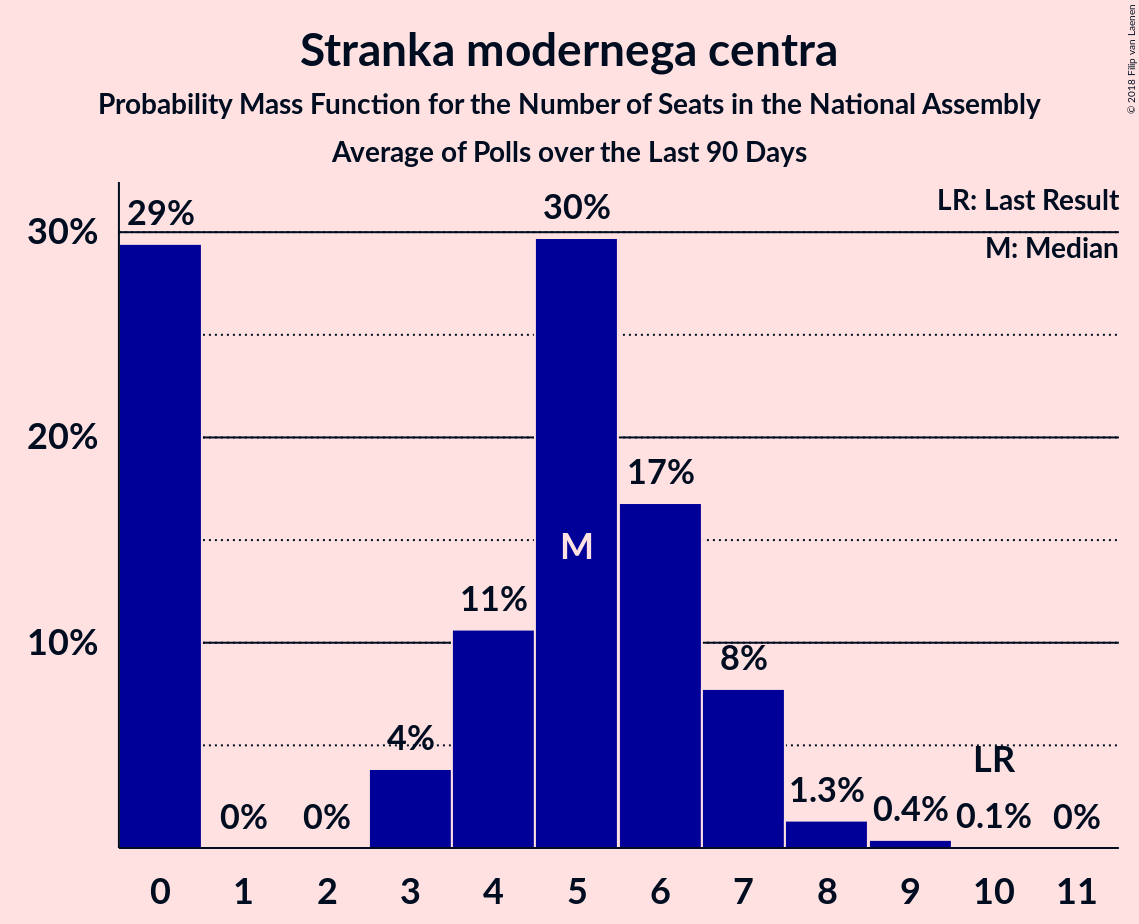 Stranka modernega centra
Probability Mass Function for the Number of Seats in the National Assembly
Average of Polls over the Last 90 Days
© 2018 Filip van Laenen
LR: Last Result
M: Median
30%
20%
10%
29%
0%
0%
4%
11%
30%
M
17%
8%
1.3%
0.4%
LR
0.1%
0%
0 1 2 3 4 5 6 7 8 9 10 11